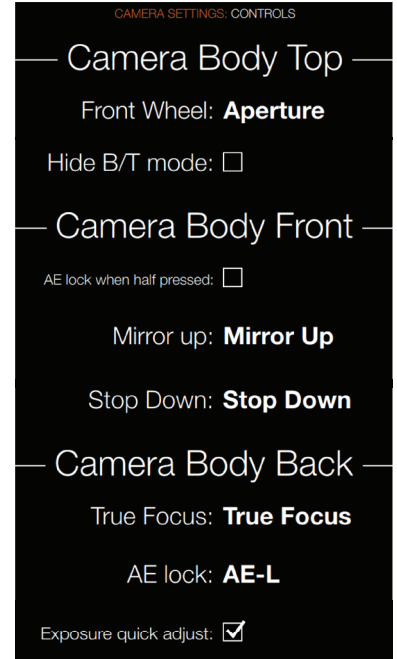 CAMERA SETTINGS: CONTROLS
Camera Body Top
Front Wheel: Aperture
Hide B/T mode:
Camera Body Front
AE lock when half pressed:
Mirror up: Mirror Up
Stop Down: Stop Down
Camera Body Back
True Focus: True Focus
AE lock: AE-L
Exposure quick adjust: